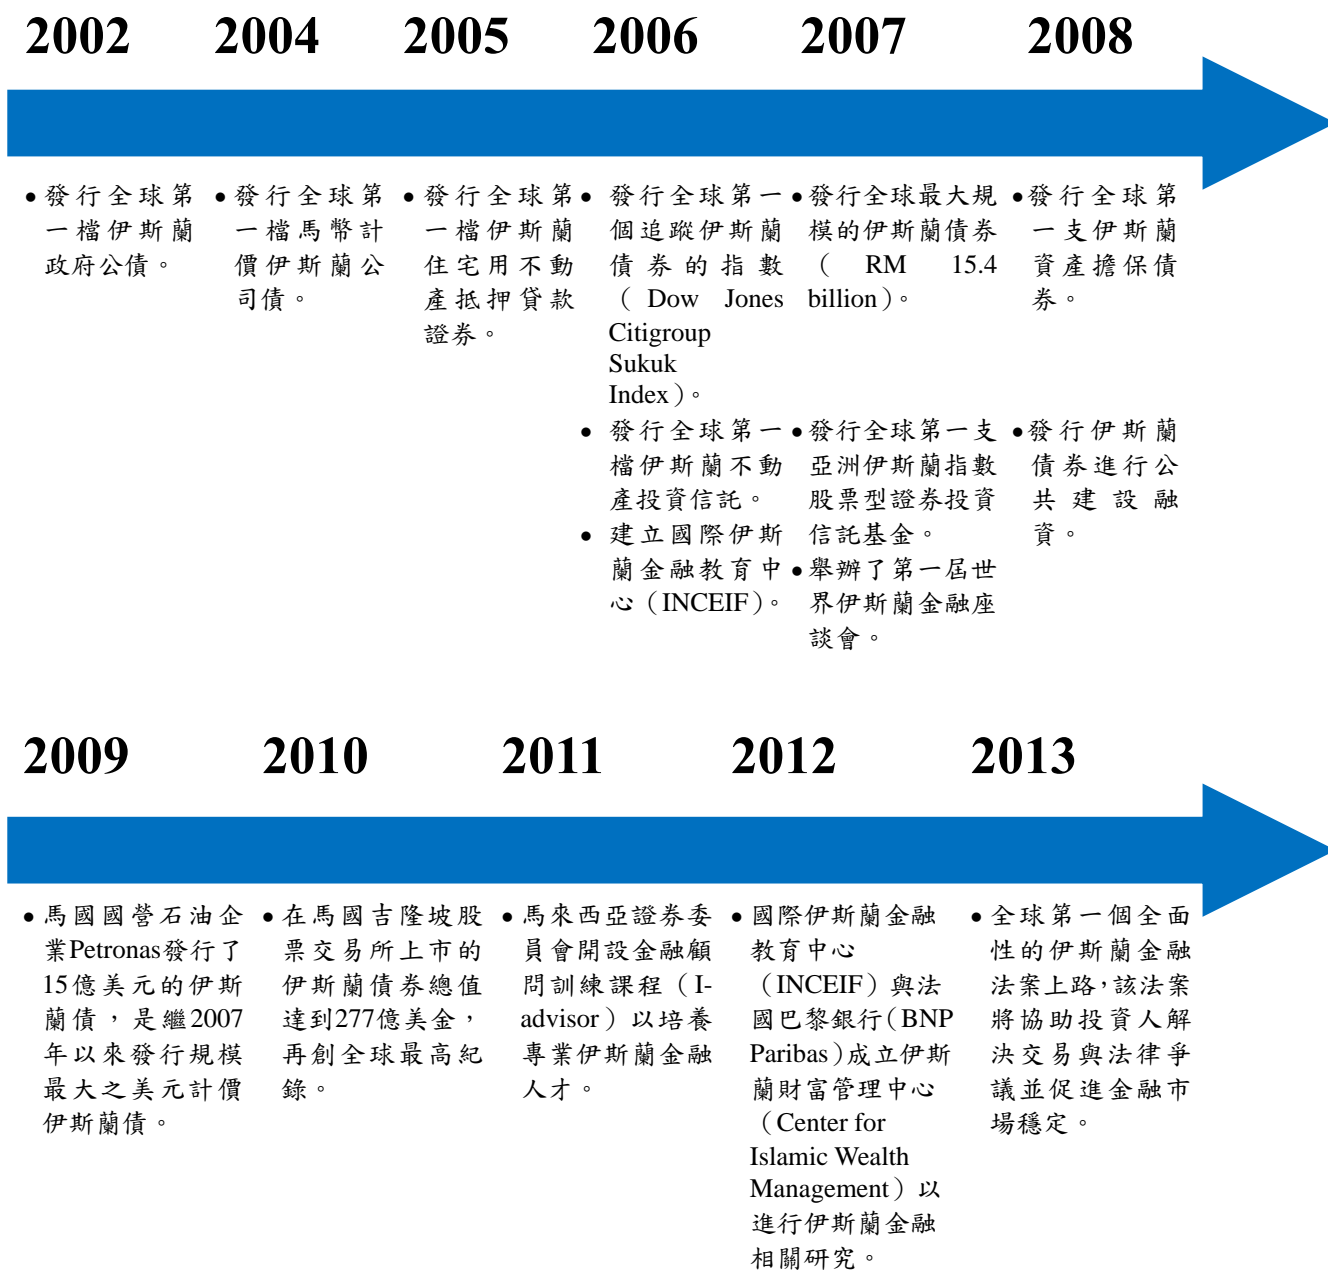 2002
2004
2005
2006
2007
2008
•發行全球第
一檔伊斯蘭
政府公債。
•發行全球第
一檔馬幣計
價伊斯蘭公
司債。
•發行全球第
一檔伊斯蘭
住宅用不動
產抵押貸款
證券。
•發行全球第一
個追蹤伊斯蘭
債券的指數
（Dow Jones
Citigroup
Sukuk
Index）。
•發行全球第一
檔伊斯蘭不動
產投資信託。
•建立國際伊斯
蘭金融教育中
心（INCEIF）。
•發行全球最大規
模的伊斯蘭債券
（RM 15.4
billion）。
•發行全球第一支
亞洲伊斯蘭指數
股票型證券投資
信託基金。
•舉辦了第一屆世
界伊斯蘭金融座
談會。
•發行全球第
一支伊斯蘭
資產擔保債
券。
•發行伊斯蘭
債券進行公
共建設融
資。
2009
2010
2011
2012
2013
•馬國國營石油企
業Petronas發行了
15億美元的伊斯
蘭債，是繼2007
年以來發行規模
最大之美元計價
伊斯蘭債。
•在馬國吉隆坡股
票交易所上市的
伊斯蘭債券總值
達到277億美金，
再創全球最高紀
錄。
•馬來西亞證券委
員會開設金融顧
問訓練課程（I-
advisor）以培養
專業伊斯蘭金融
人才。
•國際伊斯蘭金融
教育中心
（INCEIF）與法
國巴黎銀行(BNP
Paribas)成立伊斯
蘭財富管理中心
（Center for
Islamic Wealth
Management）以
進行伊斯蘭金融
相關研究。
•全球第一個全面
性的伊斯蘭金融
法案上路，該法案
將協助投資人解
決交易與法律爭
議並促進金融市
場穩定。